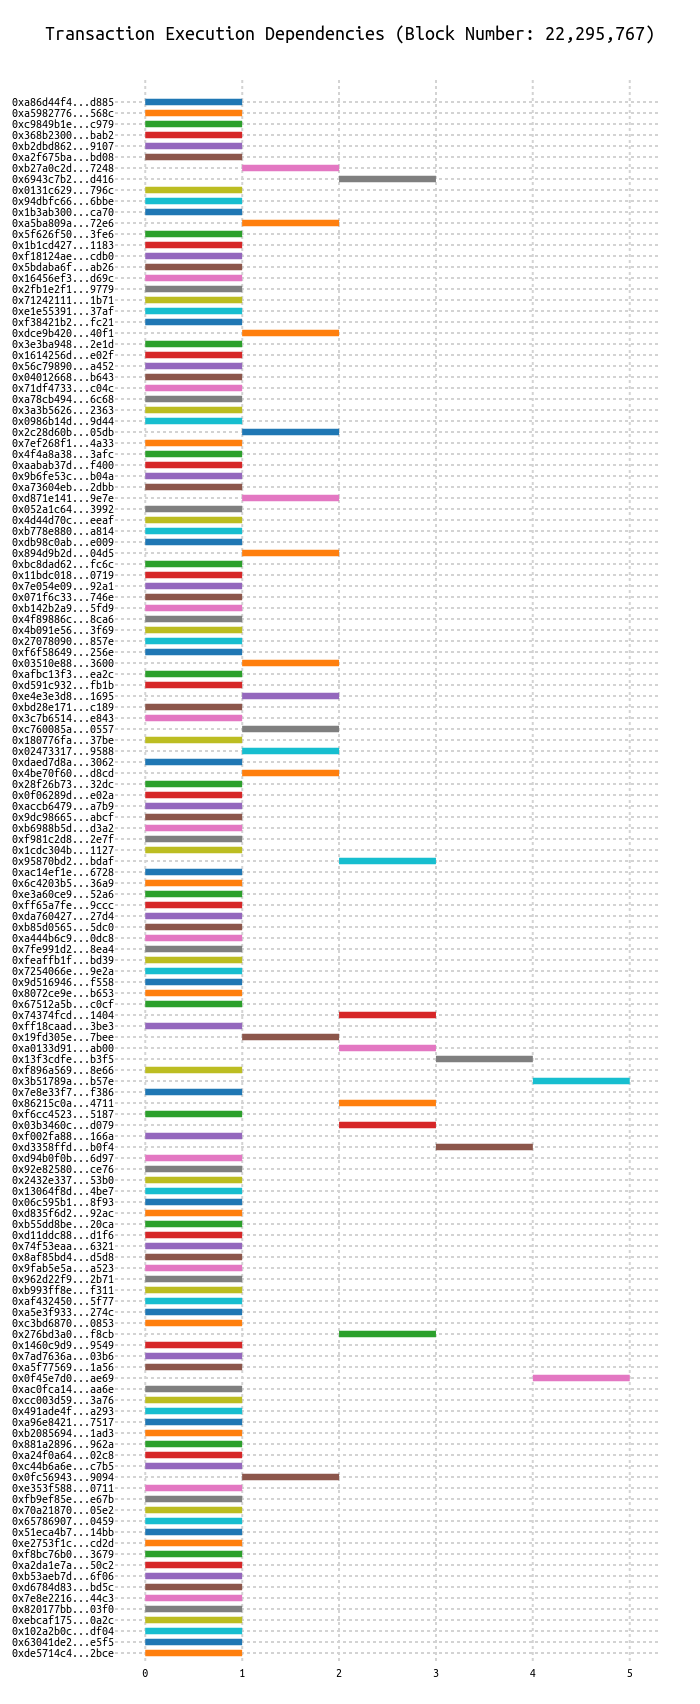 Transaction Execution Dependencies (Block Number: 22,295,767)
0xa86d44f4...d885
0xa5982776...568c
0xc9849b1e...c979
0x368b2300...bab2
0xb2dbd862...9107
0xa2f675ba...bd08
0xb27a0c2d...7248
0x6943c7b2...d416
0x0131c629...796c
0x94dbfc66...6bbe
0x1b3ab300...ca70
0xa5ba809a...72e6
0x5f626f50...3fe6
0x1b1cd427...1183
0xf18124ae...cdb0
0x5bdaba6f...ab26
0x16456ef3...d69c
0x2fb1e2f1...9779
0x71242111...1b71
0xe1e55391...37af
0xf38421b2...fc21
0xdce9b420...40f1
0x3e3ba948...2e1d
0x1614256d...e02f
0x56c79890...a452
0x04012668...b643
0x71df4733...c04c
0xa78cb494...6c68
0x3a3b5626...2363
0x0986b14d...9d44
0x2c28d60b...05db
0x7ef268f1...4a33
0x4f4a8a38...3afc
0xaabab37d...f400
0x9b6fe53c...b04a
0xa73604eb...2dbb
0xd871e141...9e7e
0x052a1c64...3992
0x4d44d70c...eeaf
0xb778e880...a814
0xdb98c0ab...e009
0x894d9b2d...04d5
0xbc8dad62...fc6c
0x11bdc018...0719
0x7e054e09...92a1
0x071f6c33...746e
0xb142b2a9...5fd9
0x4f89886c...8ca6
0x4b091e56...3f69
0x27078090...857e
0xf6f58649...256e
0x03510e88...3600
0xafbc13f3...ea2c
0xd591c932...fb1b
0xe4e3e3d8...1695
0xbd28e171...c189
0x3c7b6514...e843
0xc760085a...0557
0x180776fa...37be
0x02473317...9588
0xdaed7d8a...3062
0x4be70f60...d8cd
0x28f26b73...32dc
0x0f06289d...e02a
0xaccb6479...a7b9
0x9dc98665...abcf
0xb6988b5d...d3a2
0xf981c2d8...2e7f
0x1cdc304b...1127
0x95870bd2...bdaf
0xac14ef1e...6728
0x6c4203b5...36a9
0xe3a60ce9...52a6
0xff65a7fe...9ccc
0xda760427...27d4
0xb85d0565...5dc0
0xa444b6c9...0dc8
0x7fe991d2...8ea4
0xfeaffb1f...bd39
0x7254066e...9e2a
0x9d516946...f558
0x8072ce9e...b653
0x67512a5b...c0cf
0x74374fcd...1404
0xff18caad...3be3
0x19fd305e...7bee
0xa0133d91...ab00
0x13f3cdfe...b3f5
0xf896a569...8e66
0x3b51789a...b57e
0x7e8e33f7...f386
0x86215c0a...4711
0xf6cc4523...5187
0x03b3460c...d079
0xf002fa88...166a
0xd3358ffd...b0f4
0xd94b0f0b...6d97
0x92e82580...ce76
0x2432e337...53b0
0x13064f8d...4be7
0x06c595b1...8f93
0xd835f6d2...92ac
0xb55dd8be...20ca
0xd11ddc88...d1f6
0x74f53eaa...6321
0x8af85bd4...d5d8
0x9fab5e5a...a523
0x962d22f9...2b71
0xb993ff8e...f311
0xaf432450...5f77
0xa5e3f933...274c
0xc3bd6870...0853
0x276bd3a0...f8cb
0x1460c9d9...9549
0x7ad7636a...03b6
0xa5f77569...1a56
0x0f45e7d0...ae69
0xac0fca14...aa6e
0xcc003d59...3a76
0x491ade4f...a293
0xa96e8421...7517
0xb2085694...1ad3
0x881a2896...962a
0xa24f0a64...02c8
0xc44b6a6e...c7b5
0x0fc56943...9094
0xe353f588...0711
0xfb9ef85e...e67b
0x70a21870...05e2
0x65786907...0459
0x51eca4b7...14bb
0xe2753f1c...cd2d
0xf8bc76b0...3679
0xa2da1e7a...50c2
0xb53aeb7d...6f06
0xd6784d83...bd5c
0x7e8e2216...44c3
0x820177bb...03f0
0xebcaf175...0a2c
0x102a2b0c...df04
0x63041de2...e5f5
0xde5714c4...2bce
0 1 2 3 4 5